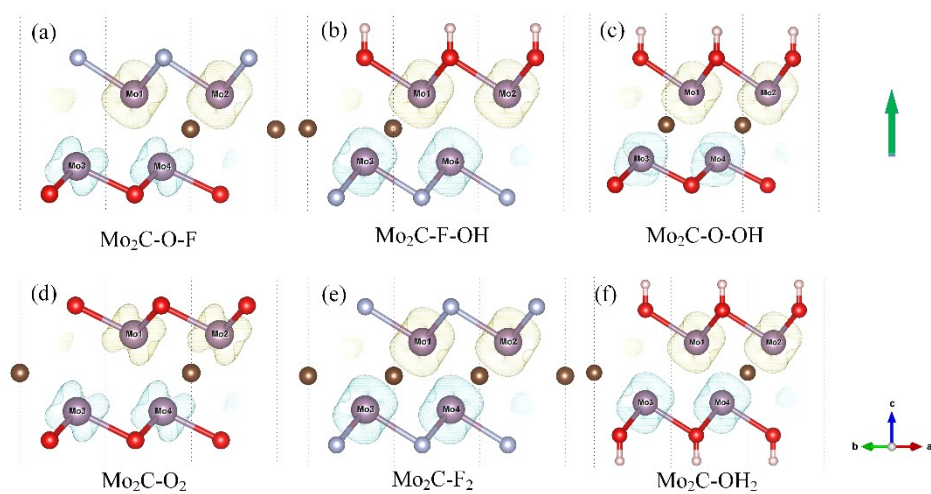 (a)
(b)
(c)
Mo1
Mo2
Mo1
Mo2
Mo1
Mo2
Mo3
Mo4
Mo3
Mo4
Mo3
Mo4
Mo₂C-O-F
Mo₂C-F-OH
Mo₂C-O-OH
(d)
(e)
(f)
Mo1
Mo2
Mo1
Mo2
Mo1
Mo2
Mo3
Mo4
Mo3
Mo4
Mo3
Mo4
c
b
a
Mo₂C-O₂
Mo₂C-F₂
Mo₂C-OH₂